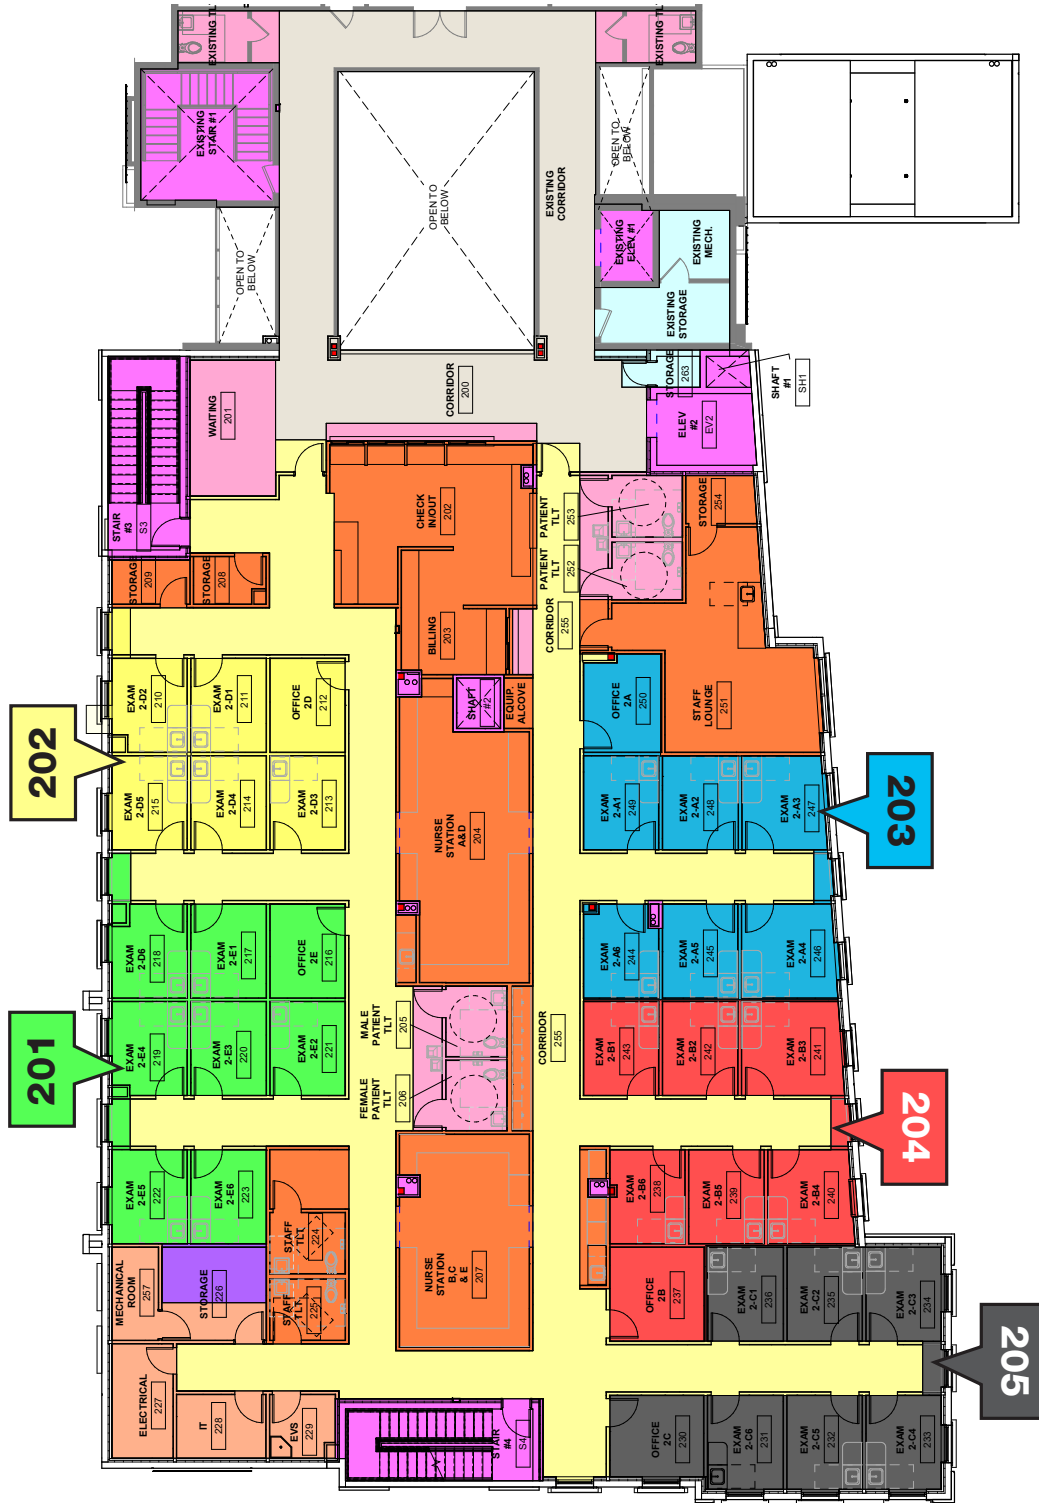 EXISTING TLT
EXISTING TLT
EXISTING
STAIR #1
OPEN TO
BELOW
OPEN TO
BELOW
EXISTING
CORRIDOR
OPEN TO
BELOW
EXISTING
ELEV #1
EXISTING
MECH.
EXISTING
STORAGE
STORAGE
263
SHAFT
#1
SH1
ELEV
#2
EV2
WAITING
201
CORRIDOR
200
STAIR
#3
S3
CHECK
IN/OUT
202
PATIENT
TLT
253
PATIENT
TLT
252
STORAGE
254
STORAGE
209
STORAGE
208
BILLING
203
CORRIDOR
255
EXAM
2-D2
210
EXAM
2-D1
211
OFFICE
2D
212
SHAFT
#2
EQUIP.
ALCOVE
OFFICE
2A
250
STAFF
LOUNGE
251
202
EXAM
2-D5
215
EXAM
2-D4
214
EXAM
2-D3
213
NURSE
STATION
A&D
204
EXAM
2-A1
249
EXAM
2-A2
248
EXAM
2-A3
247
203
EXAM
2-D6
218
EXAM
2-E1
217
OFFICE
2E
216
EXAM
2-A6
244
EXAM
2-A5
245
EXAM
2-A4
246
201
EXAM
2-E4
219
EXAM
2-E3
220
EXAM
2-E2
221
MALE
PATIENT
TLT
205
FEMALE
PATIENT
TLT
206
CORRIDOR
255
EXAM
2-B1
243
EXAM
2-B2
242
EXAM
2-B3
241
204
EXAM
2-E5
222
EXAM
2-E6
223
STAFF
TLT
224
STAFF
TLT
225
NURSE
STATION
B,C
& E
207
EXAM
2-B6
238
EXAM
2-B5
239
EXAM
2-B4
240
MECHANICAL
ROOM
257
STORAGE
226
OFFICE
2B
237
EXAM
2-C1
236
EXAM
2-C2
235
EXAM
2-C3
234
205
ELECTRICAL
227
IT
228
EVS
229
STAIR
#4
S4
OFFICE
2C
230
EXAM
2-C6
231
EXAM
2-C5
232
EXAM
2-C4
233